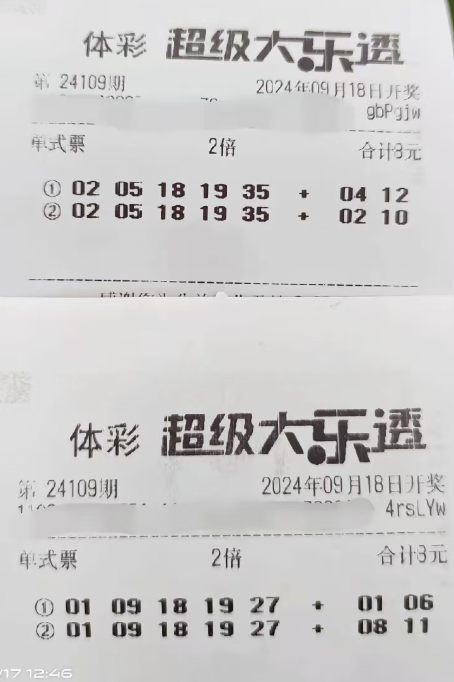 体彩 超级大乐透
第 24109期 2024年09月18日开奖
gbPgjw
单式票 2倍 合计8元
① 02 05 18 19 35 + 04 12
② 02 05 18 19 35 + 02 10
体彩 超级大乐透
第 24109期 2024年09月18日开奖
4rsLYw
单式票 2倍 合计8元
① 01 09 18 19 27 + 01 06
② 01 09 18 19 27 + 08 11
/17 12:46